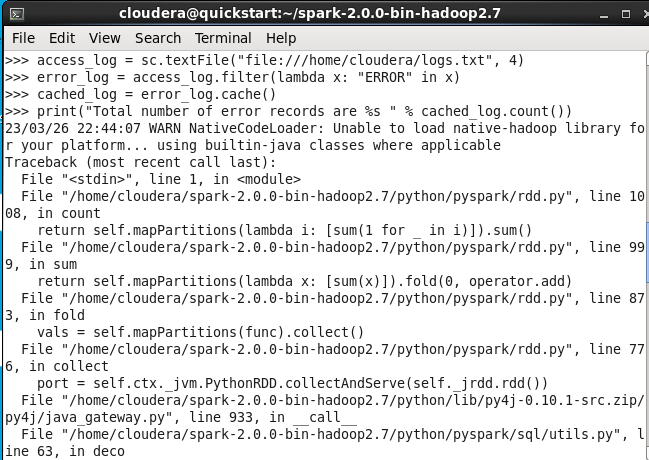 cloudera@quickstart:~/spark-2.0.0-bin-hadoop2.7
File Edit View Search Terminal Help
>>> access_log = sc.textFile("file:///home/cloudera/logs.txt", 4)
>>> error_log = access_log.filter(lambda x: "ERROR" in x)
>>> cached_log = error_log.cache()
>>> print("Total number of error records are %s " % cached_log.count())
23/03/26 22:44:07 WARN NativeCodeLoader: Unable to load native-hadoop library fo
r your platform... using builtin-java classes where applicable
Traceback (most recent call last):
  File "<stdin>", line 1, in <module>
  File "/home/cloudera/spark-2.0.0-bin-hadoop2.7/python/pyspark/rdd.py", line 10
08, in count
    return self.mapPartitions(lambda i: [sum(1 for _ in i)]).sum()
  File "/home/cloudera/spark-2.0.0-bin-hadoop2.7/python/pyspark/rdd.py", line 99
9, in sum
    return self.mapPartitions(lambda x: [sum(x)]).fold(0, operator.add)
  File "/home/cloudera/spark-2.0.0-bin-hadoop2.7/python/pyspark/rdd.py", line 87
3, in fold
    vals = self.mapPartitions(func).collect()
  File "/home/cloudera/spark-2.0.0-bin-hadoop2.7/python/pyspark/rdd.py", line 77
6, in collect
    port = self.ctx._jvm.PythonRDD.collectAndServe(self._jrdd.rdd())
  File "/home/cloudera/spark-2.0.0-bin-hadoop2.7/python/lib/py4j-0.10.1-src.zip/
py4j/java_gateway.py", line 933, in __call__
  File "/home/cloudera/spark-2.0.0-bin-hadoop2.7/python/pyspark/sql/utils.py", l
ine 63, in deco